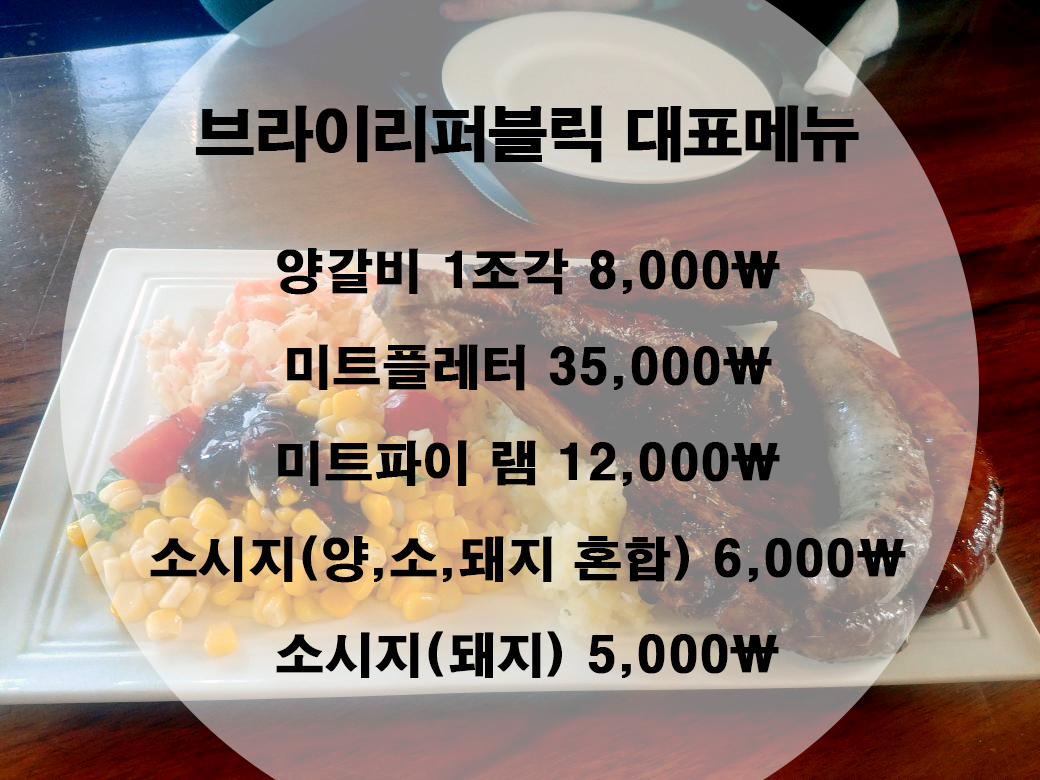 브라이리퍼블릭 대표메뉴
양갈비 1조각 8,000₩
미트플레터 35,000₩
미트파이 램 12,000₩
소시지(양,소,돼지 혼합) 6,000₩
소시지(돼지) 5,000₩